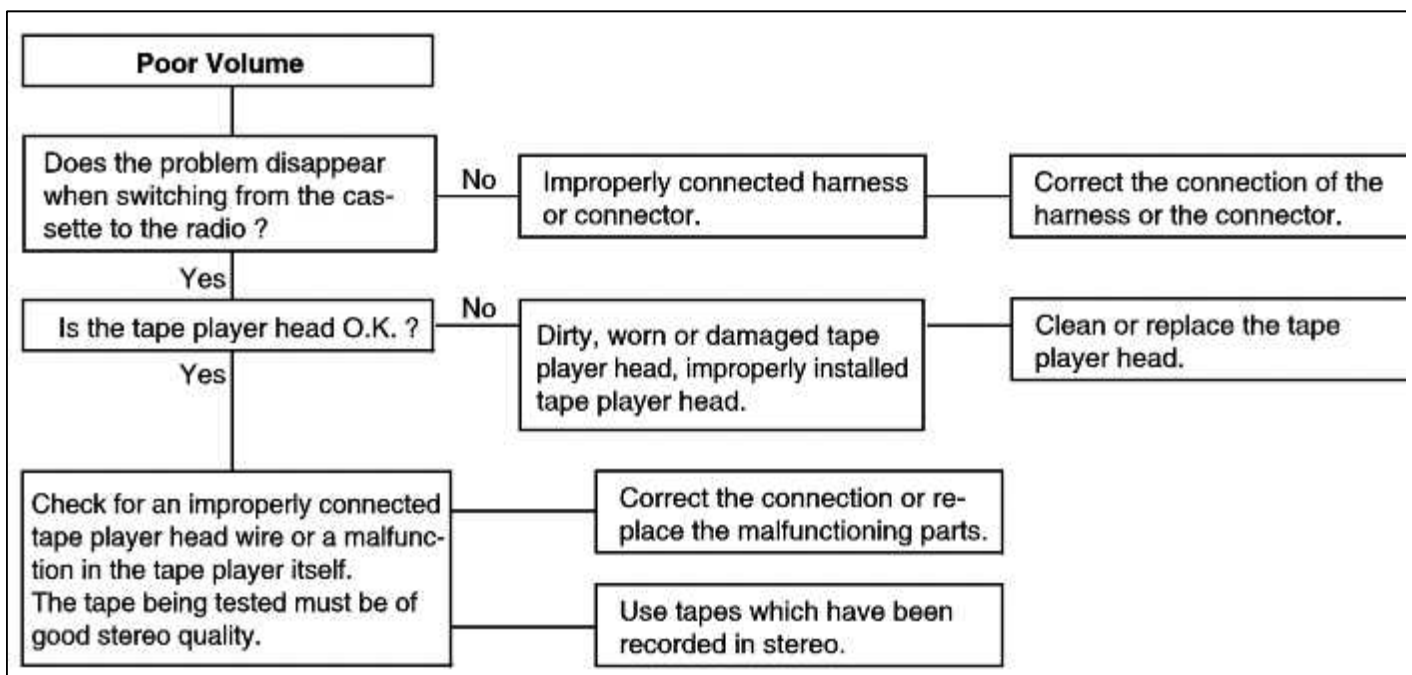 Poor Volume
Does the problem disappear
when switching from the cas-
sette to the radio ?
No
Improperly connected harness
or connector.
Correct the connection of the
harness or the connector.
Yes
Is the tape player head O.K. ?
No
Dirty, worn or damaged tape
player head, improperly installed
tape player head.
Clean or replace the tape
player head.
Yes
Check for an improperly connected
tape player head wire or a malfunc-
tion in the tape player itself.
The tape being tested must be of
good stereo quality.
Correct the connection or re-
place the malfunctioning parts.
Use tapes which have been
recorded in stereo.